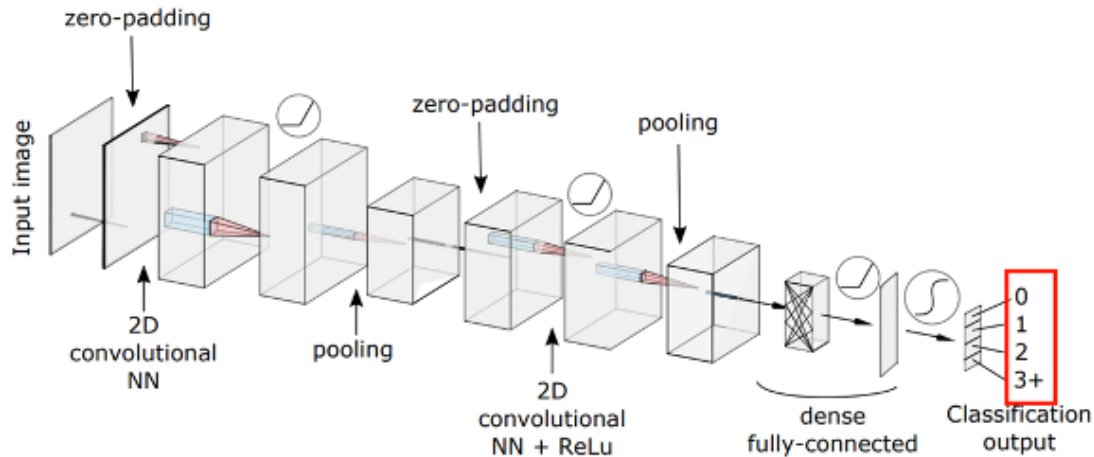 zero-padding
Input image
2D
convolutional
NN
pooling
zero-padding
2D
convolutional
NN + ReLu
pooling
dense
fully-connected
0
1
2
3+
Classification
output